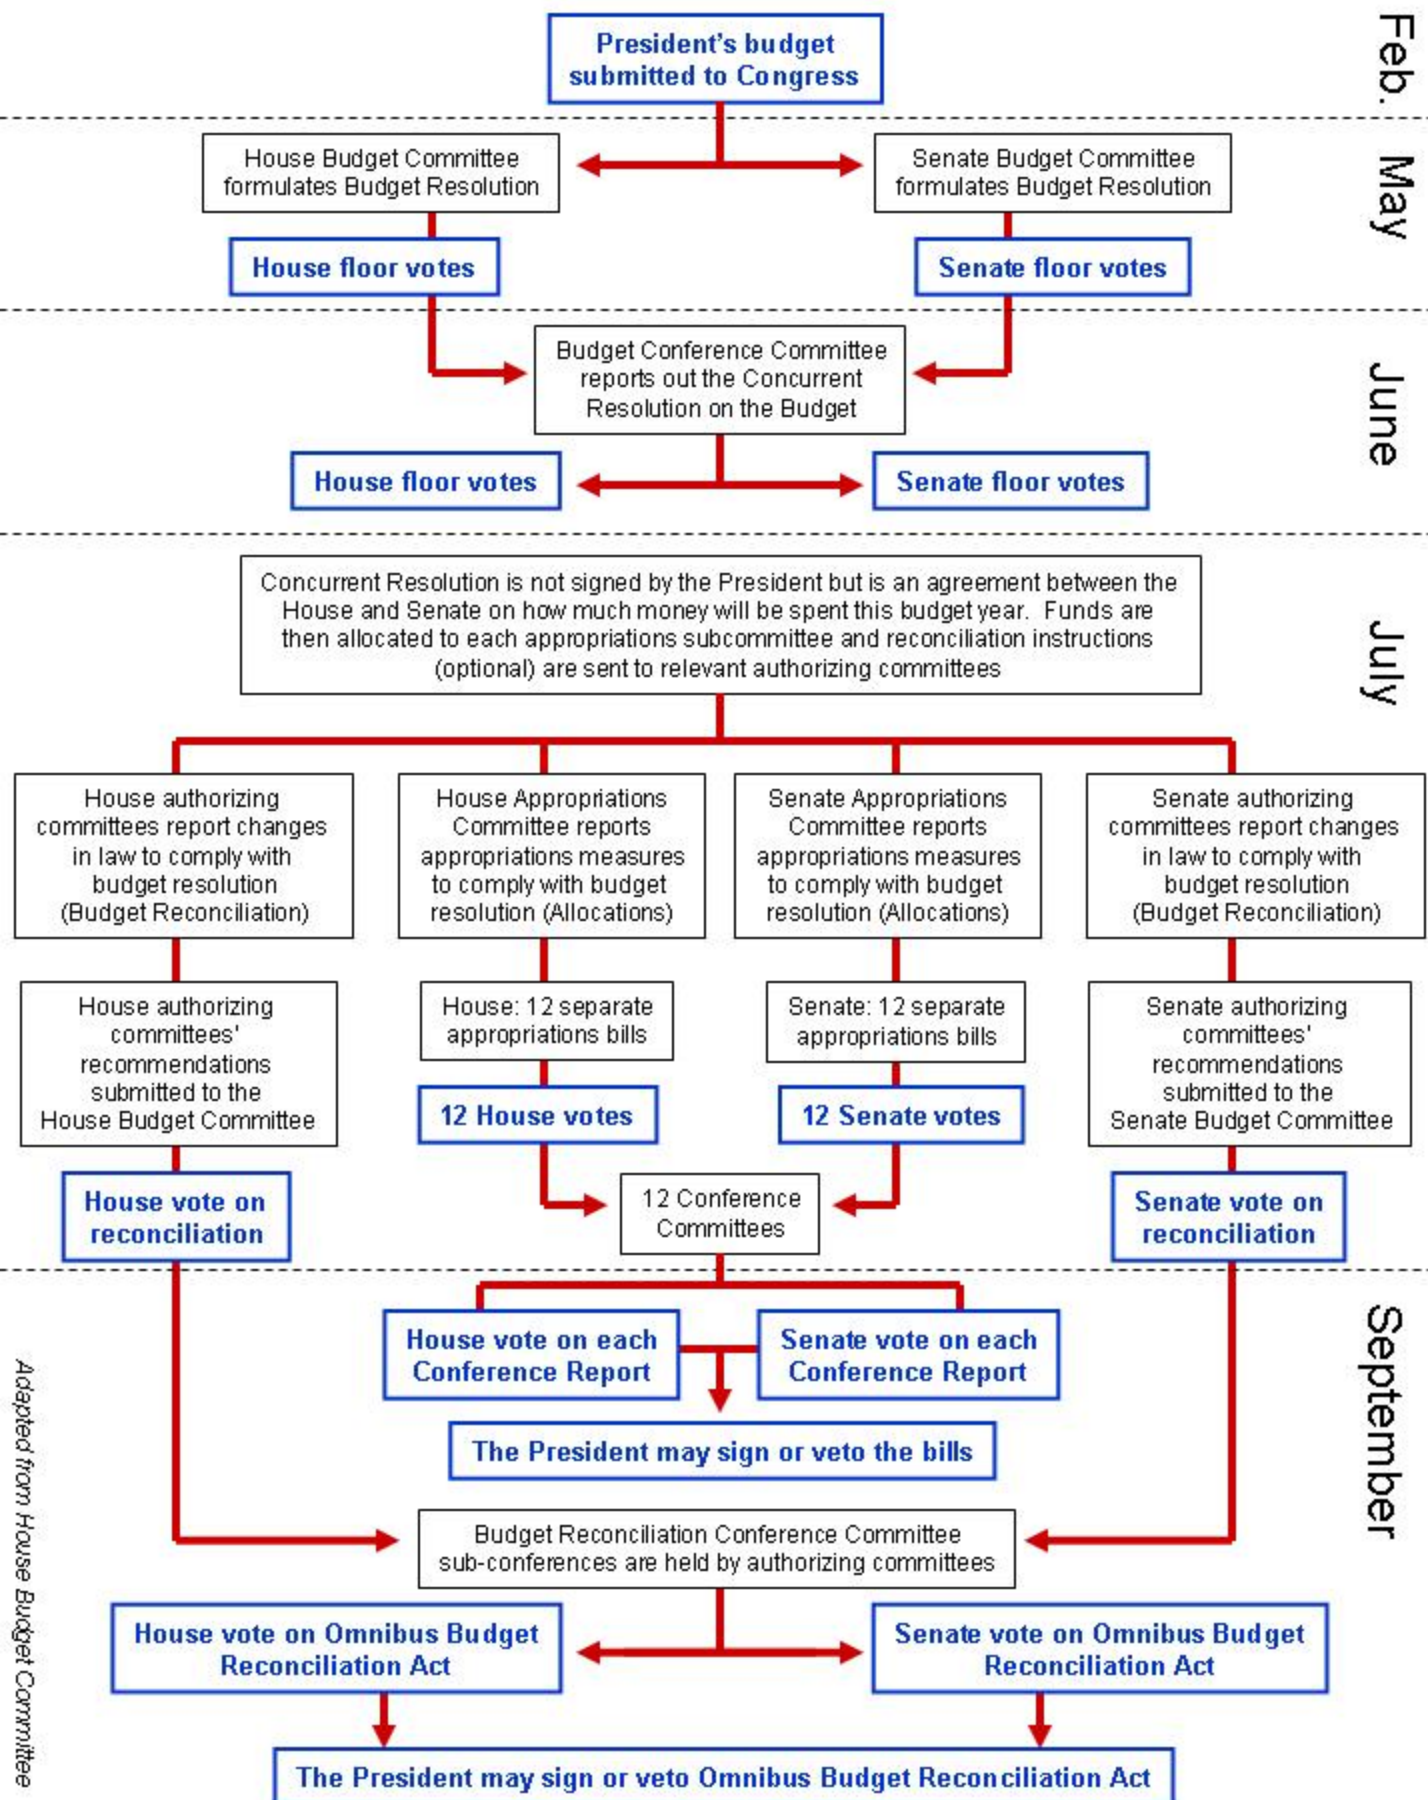 President's budget
submitted to Congress
Feb.
House Budget Committee
formulates Budget Resolution
Senate Budget Committee
formulates Budget Resolution
May
House floor votes
Senate floor votes
Budget Conference Committee
reports out the Concurrent
Resolution on the Budget
June
House floor votes
Senate floor votes
Concurrent Resolution is not signed by the President but is an agreement between the
House and Senate on how much money will be spent this budget year.  Funds are
then allocated to each appropriations subcommittee and reconciliation instructions
(optional) are sent to relevant authorizing committees
July
House authorizing
committees report changes
in law to comply with
budget resolution
(Budget Reconciliation)
House Appropriations
Committee reports
appropriations measures
to comply with budget
resolution (Allocations)
Senate Appropriations
Committee reports
appropriations measures
to comply with budget
resolution (Allocations)
Senate authorizing
committees report changes
in law to comply with
budget resolution
(Budget Reconciliation)
House authorizing
committees'
recommendations
submitted to the
House Budget Committee
House: 12 separate
appropriations bills
Senate: 12 separate
appropriations bills
Senate authorizing
committees'
recommendations
submitted to the
Senate Budget Committee
12 House votes
12 Senate votes
House vote on
reconciliation
12 Conference
Committees
Senate vote on
reconciliation
House vote on each
Conference Report
Senate vote on each
Conference Report
September
The President may sign or veto the bills
Budget Reconciliation Conference Committee
sub-conferences are held by authorizing committees
House vote on Omnibus Budget
Reconciliation Act
Senate vote on Omnibus Budget
Reconciliation Act
The President may sign or veto Omnibus Budget Reconciliation Act
Adapted from House Budget Committee